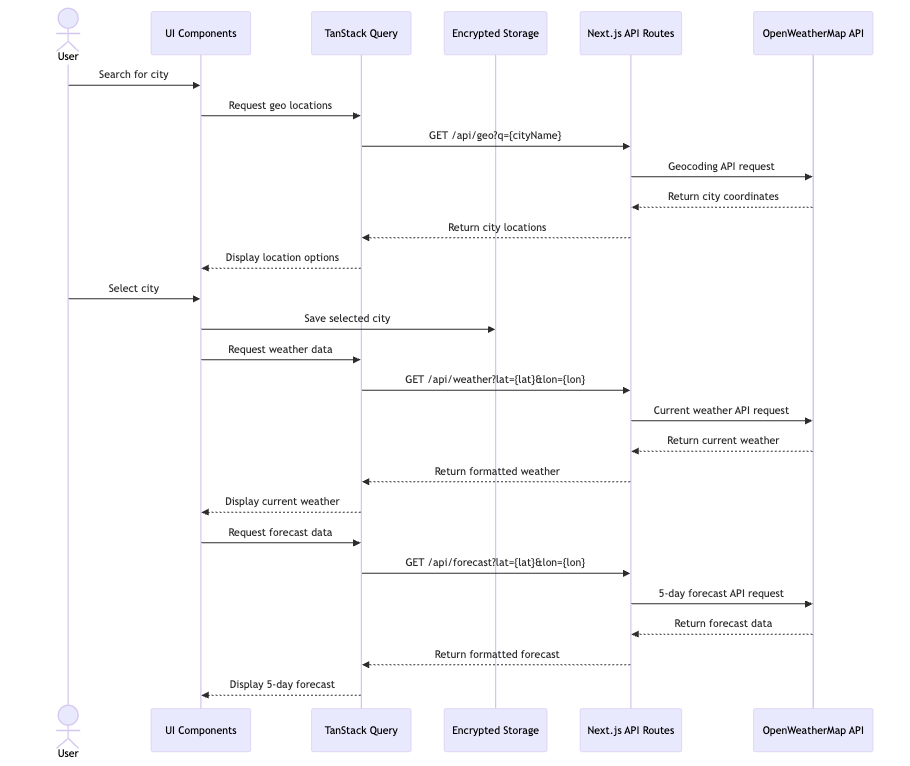 UI Components
TanStack Query
Encrypted Storage
Next.js API Routes
OpenWeatherMap API
User
Search for city
Request geo locations
GET /api/geo?q={cityName}
Geocoding API request
Return city coordinates
Return city locations
Display location options
Select city
Save selected city
Request weather data
GET /api/weather?lat={lat}&lon={lon}
Current weather API request
Return current weather
Return formatted weather
Display current weather
Request forecast data
GET /api/forecast?lat={lat}&lon={lon}
5-day forecast API request
Return forecast data
Return formatted forecast
Display 5-day forecast
UI Components
TanStack Query
Encrypted Storage
Next.js API Routes
OpenWeatherMap API
User